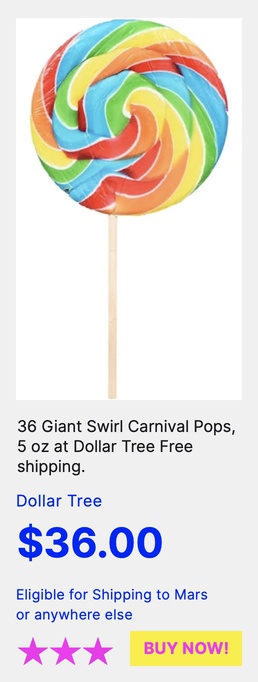 36 Giant Swirl Carnival Pops,
5 oz at Dollar Tree Free
shipping.
Dollar Tree
$36.00
Eligible for Shipping to Mars
or anywhere else
BUY NOW!